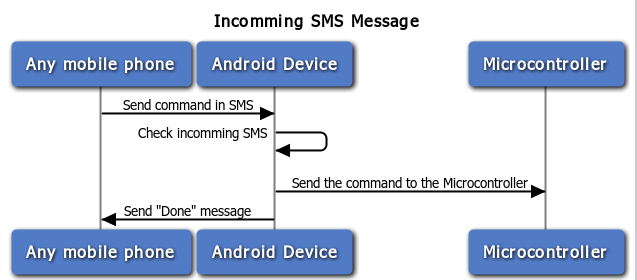 Incomming SMS Message
Any mobile phone Android Device Microcontroller
Send command in SMS
Check incomming SMS
Send the command to the Microcontroller
Send "Done" message
Any mobile phone Android Device Microcontroller